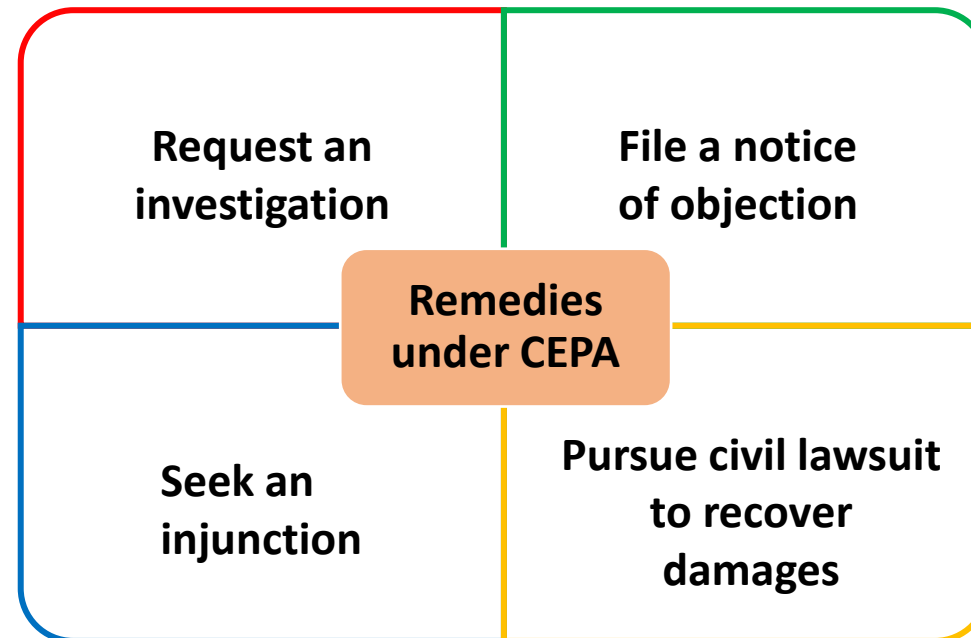 Request an
investigation
File a notice
of objection
Remedies
under CEPA
Seek an
injunction
Pursue civil lawsuit
to recover
damages